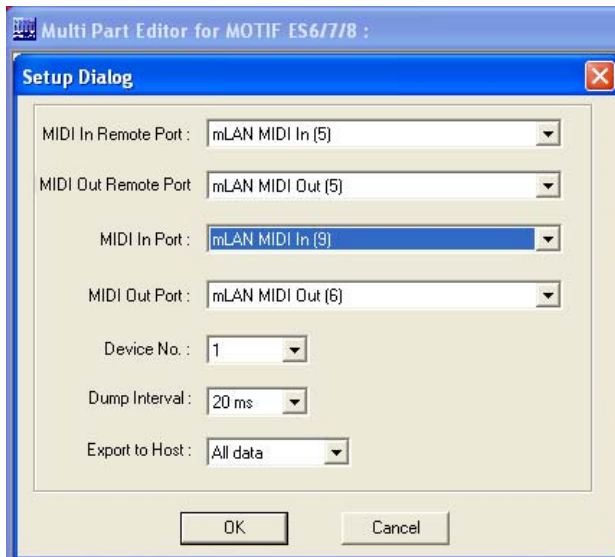 Multi Part Editor for MOTIF ES6/7/8 :
Setup Dialog
MIDI In Remote Port : mLAN MIDI In (5)
MIDI Out Remote Port mLAN MIDI Out (5)
MIDI In Port : mLAN MIDI In (9)
MIDI Out Port : mLAN MIDI Out (6)
Device No. : 1
Dump Interval : 20 ms
Export to Host : All data
OK Cancel